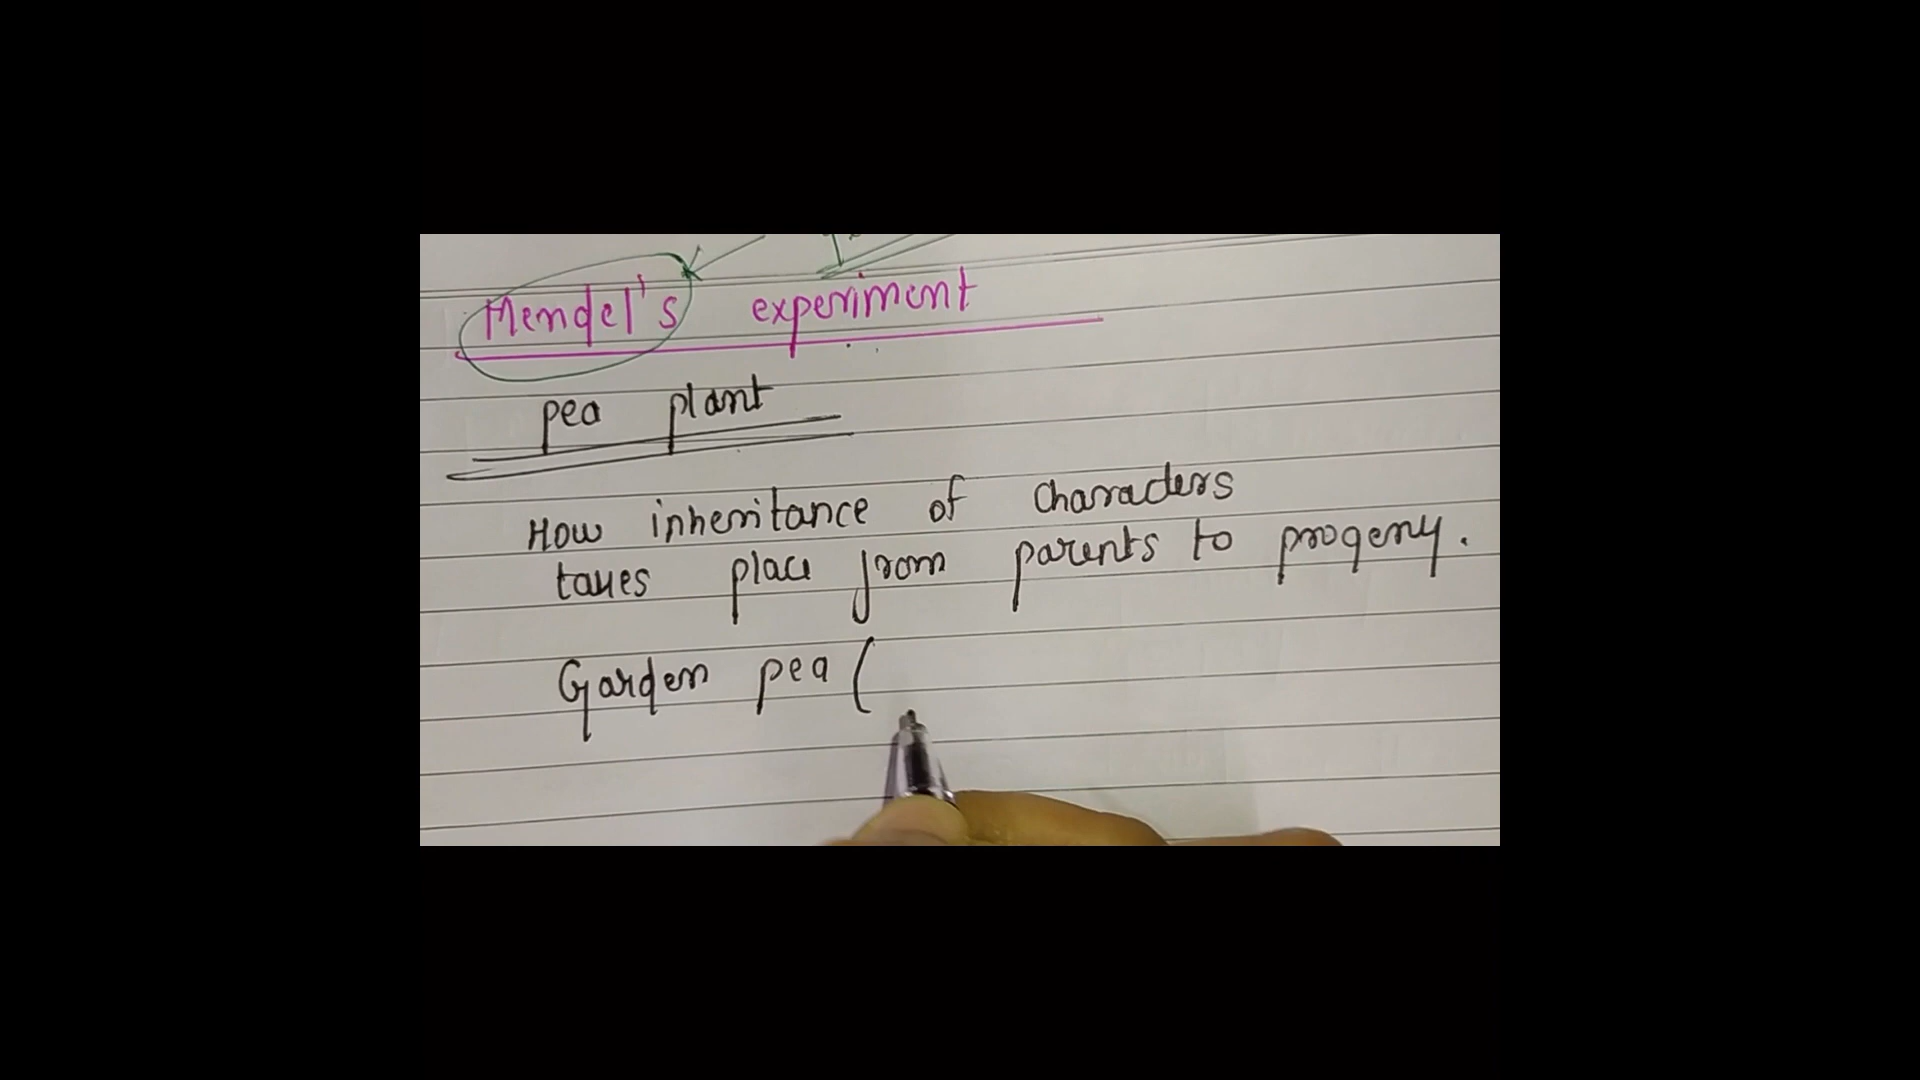 Mendel's experiment
pea plant
How inheritance of characters
takes place from parents to progeny.
Garden pea (